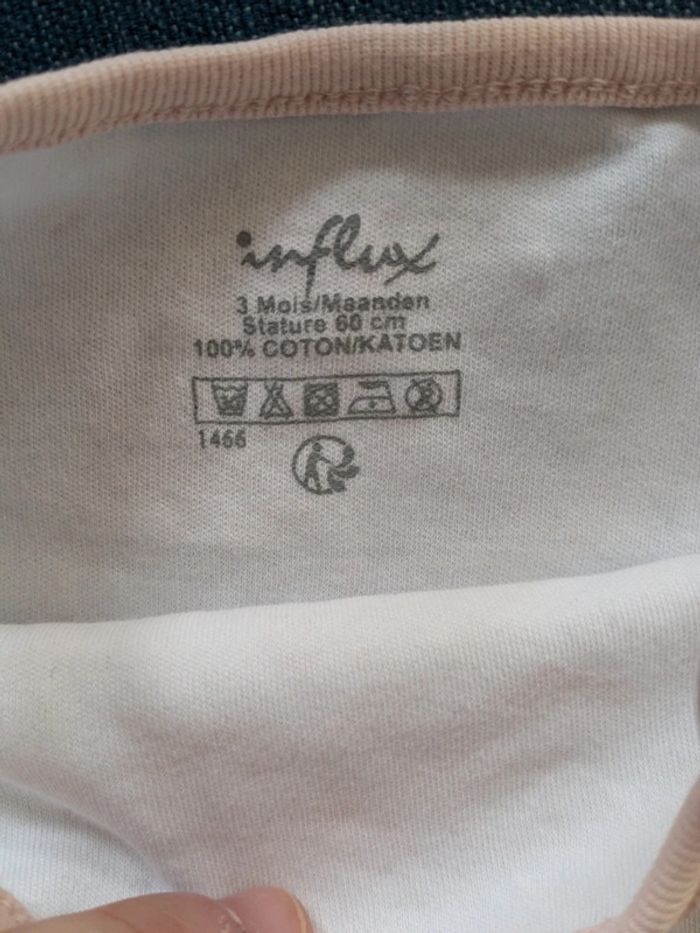 influx
3 Mois/Maanden
Stature 60 cm
100% COTON/KATOEN
1466